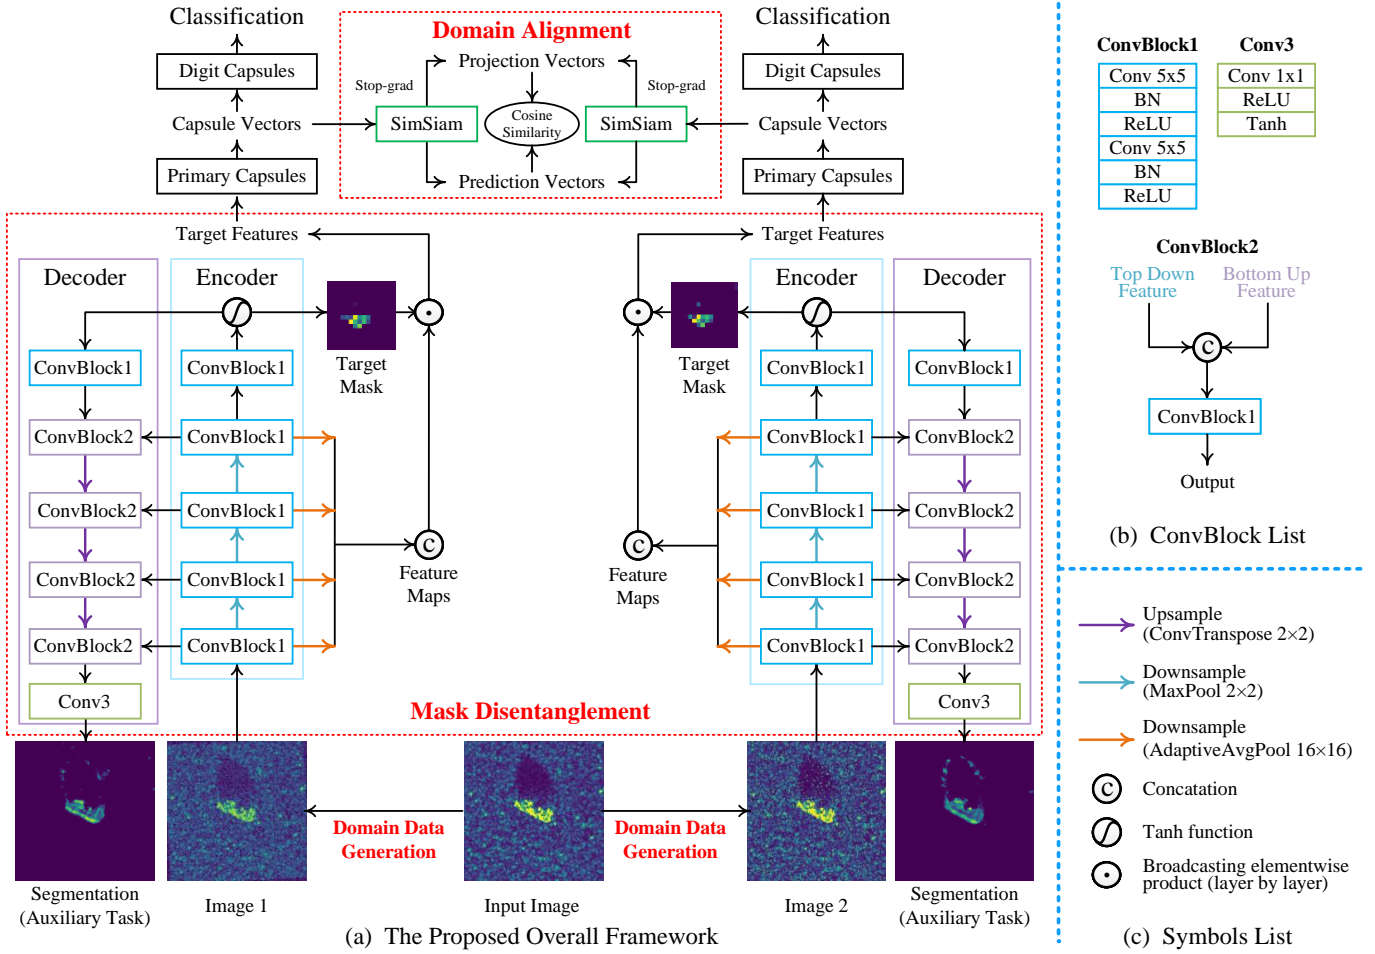 Classification
Digit Capsules
Capsule Vectors
Primary Capsules
Domain Alignment
Projection Vectors
Stop-grad
Stop-grad
SimSiam
Cosine
Similarity
SimSiam
Prediction Vectors
Classification
Digit Capsules
Capsule Vectors
Primary Capsules
Target Features
Target Features
Decoder
ConvBlock1
ConvBlock2
ConvBlock2
ConvBlock2
ConvBlock2
Conv3
Encoder
ConvBlock1
ConvBlock1
ConvBlock1
ConvBlock1
ConvBlock1
Target
Mask
C
Feature
Maps
Target
Mask
C
Feature
Maps
Encoder
ConvBlock1
ConvBlock1
ConvBlock1
ConvBlock1
ConvBlock1
Decoder
ConvBlock1
ConvBlock2
ConvBlock2
ConvBlock2
ConvBlock2
Conv3
Mask Disentanglement
Domain Data
Generation
Domain Data
Generation
Segmentation
(Auxiliary Task)
Image 1
Input Image
Image 2
Segmentation
(Auxiliary Task)
(a) The Proposed Overall Framework
ConvBlock1
Conv 5x5
BN
ReLU
Conv 5x5
BN
ReLU
Conv3
Conv 1x1
ReLU
Tanh
ConvBlock2
Top Down
Feature
Bottom Up
Feature
C
ConvBlock1
Output
(b) ConvBlock List
Upsample
(ConvTranspose 2×2)
Downsample
(MaxPool 2×2)
Downsample
(AdaptiveAvgPool 16×16)
C
Concatation
Tanh function
Broadcasting elementwise
product (layer by layer)
(c) Symbols List